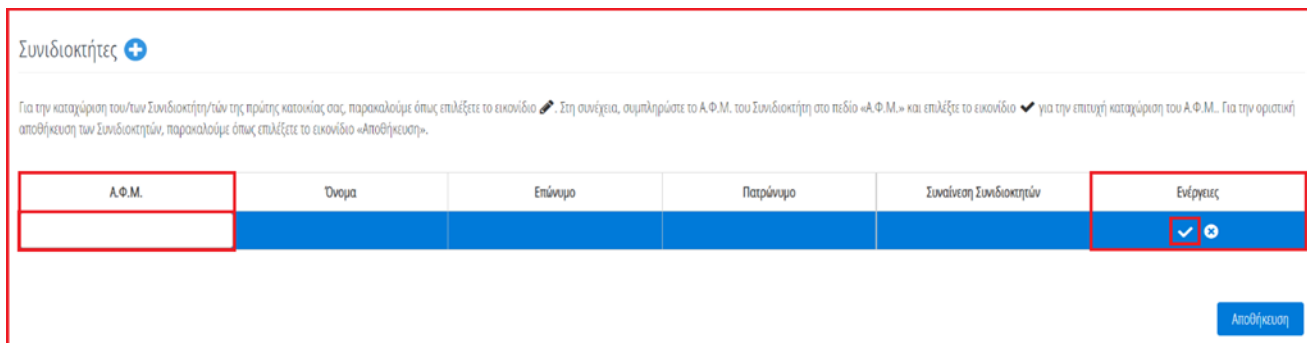 Συνιδιοκτήτες
Για την καταχώριση του/των Συνιδιοκτήτη/τών της πρώτης κατοικίας σας, παρακαλούμε όπως επιλέξετε το εικονίδιο . Στη συνέχεια, συμπληρώστε το Α.Φ.Μ. του Συνιδιοκτήτη στο πεδίο «Α.Φ.Μ.» και επιλέξτε το εικονίδιο ✔ για την επιτυχή καταχώριση του Α.Φ.Μ.. Για την οριστική
αποθήκευση των Συνιδιοκτητών, παρακαλούμε όπως επιλέξετε το εικονίδιο «Αποθήκευση».
Α.Φ.Μ. Όνομα Επώνυμο Πατρώνυμο Συναίνεση Συνιδιοκτητών Ενέργειες
Αποθήκευση